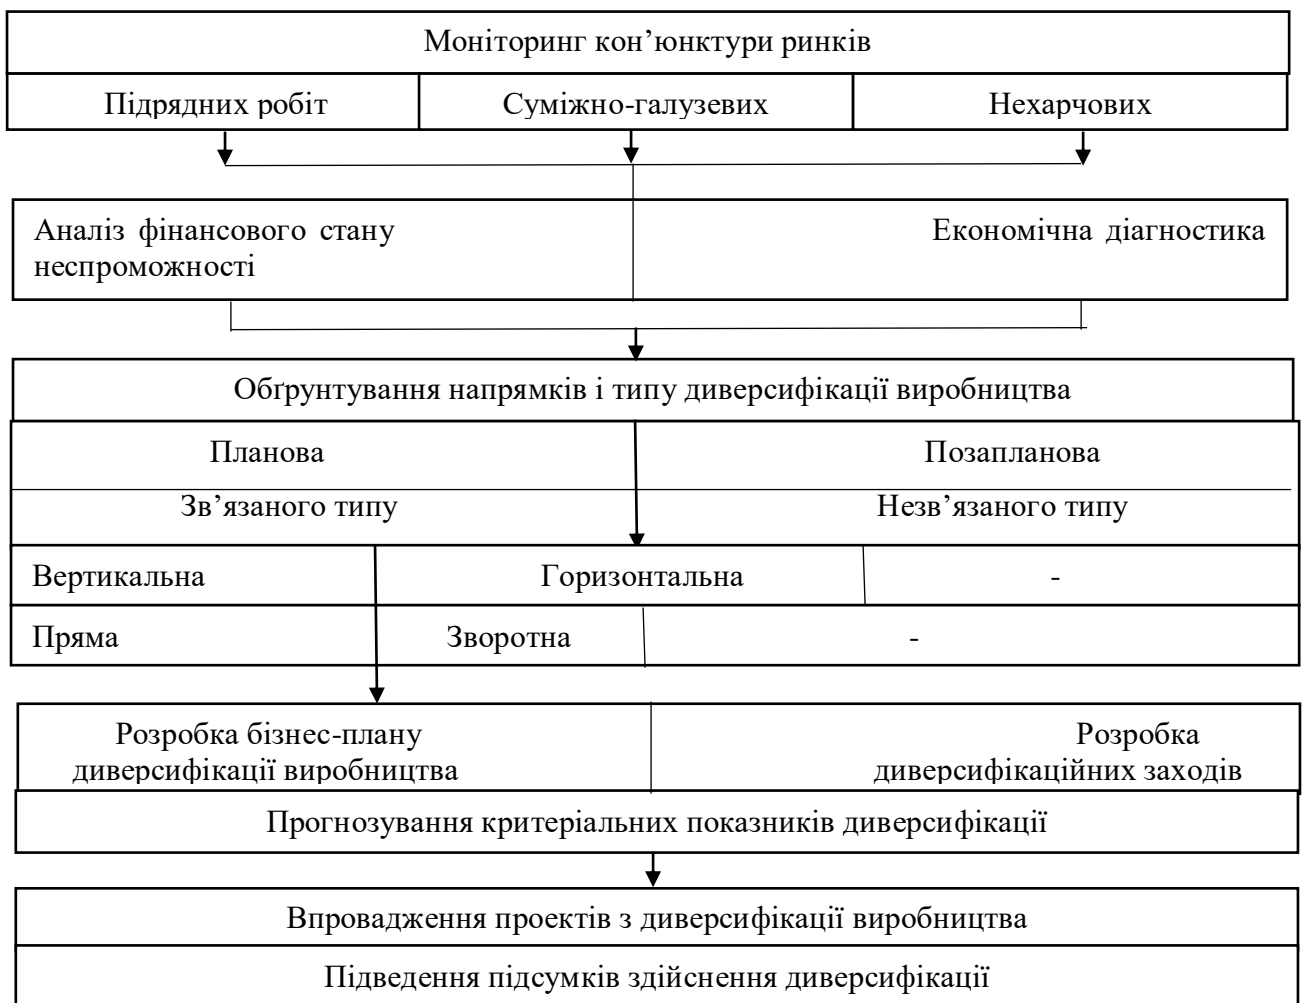 Моніторинг кон’юнктури ринків
Підрядних робіт
Суміжно-галузевих
Нехарчових
Аналіз фінансового стану
неспроможності
Економічна діагностика
Обґрунтування напрямків і типу диверсифікації виробництва
Планова
Позапланова
Зв’язаного типу
Незв’язаного типу
Вертикальна
Горизонтальна
-
Пряма
Зворотна
-
Розробка бізнес-плану
диверсифікації виробництва
Розробка
диверсифікаційних заходів
Прогнозування критеріальних показників диверсифікації
Впровадження проектів з диверсифікації виробництва
Підведення підсумків здійснення диверсифікації